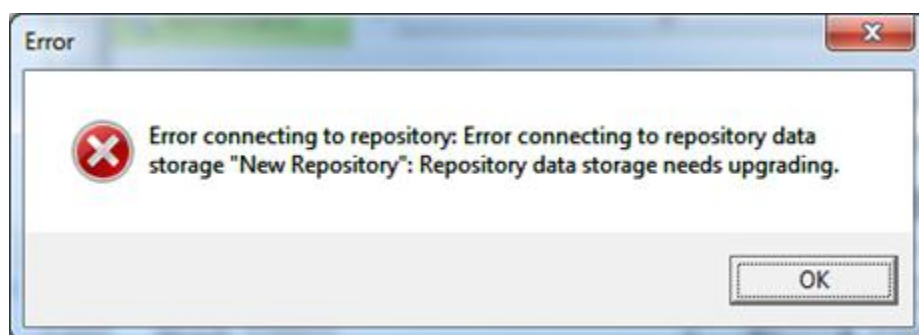 Error
Error connecting to repository: Error connecting to repository data
storage "New Repository": Repository data storage needs upgrading.
OK